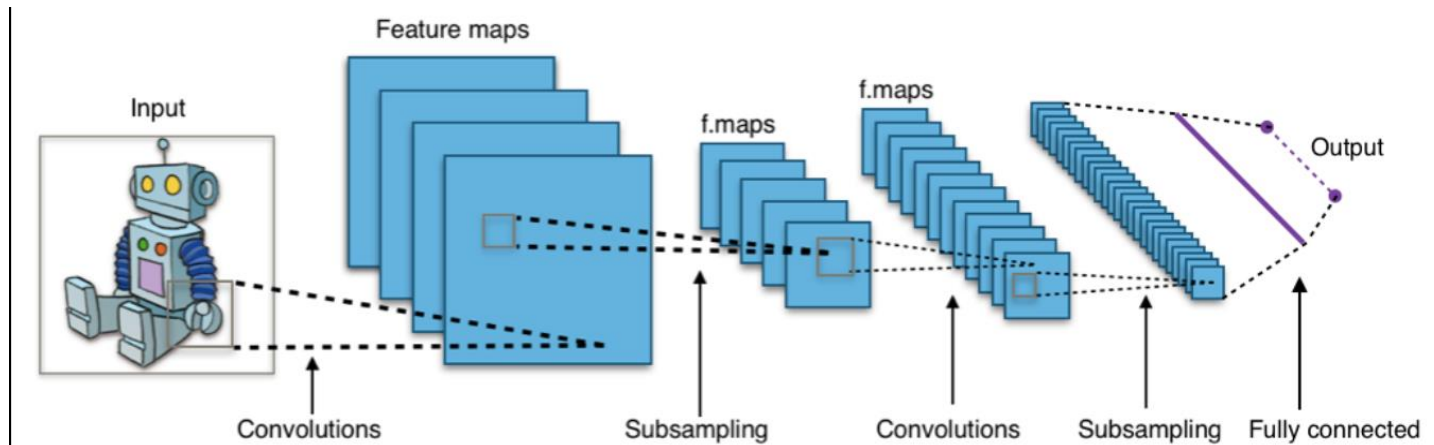 Feature maps
f.maps
Input
f.maps
Output
Convolutions
Subsampling
Convolutions
Subsampling
Fully connected